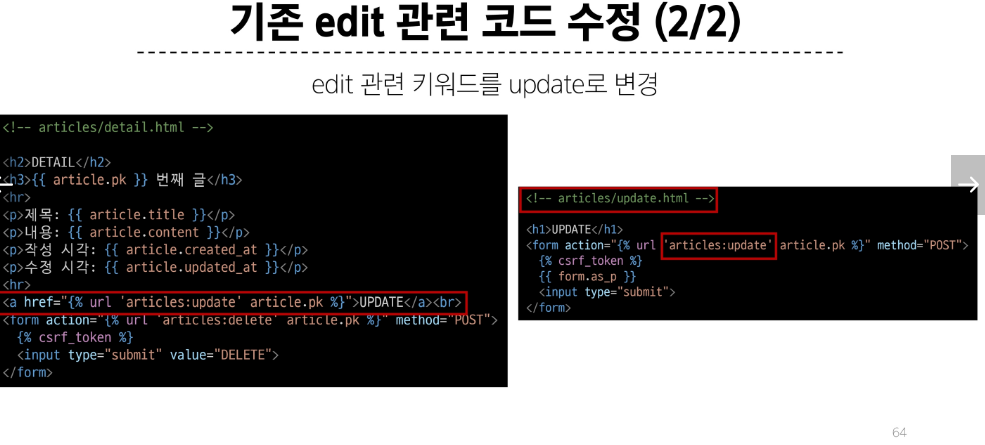 기존 edit 관련 코드 수정 (2/2)
edit 관련 키워드를 update로 변경
<!-- articles/detail.html -->
<h2>DETAIL</h2>
<h3>{{ article.pk }} 번째 글</h3>
<hr>
<p>제목: {{ article.title }}</p>
<p>내용: {{ article.content }}</p>
<p>작성 시각: {{ article.created_at }}</p>
<p>수정 시각: {{ article.updated_at }}</p>
<hr>
<a href="{% url 'articles:update' article.pk %}">UPDATE</a><br>
<form action="{% url 'articles:delete' article.pk %}" method="POST">
{% csrf_token %}
<input type="submit" value="DELETE">
</form>
<!-- articles/update.html -->
<h1>UPDATE</h1>
<form action="{% url 'articles:update' article.pk %}" method="POST">
{% csrf_token %}
{{ form.as_p }}
<input type="submit">
</form>
64